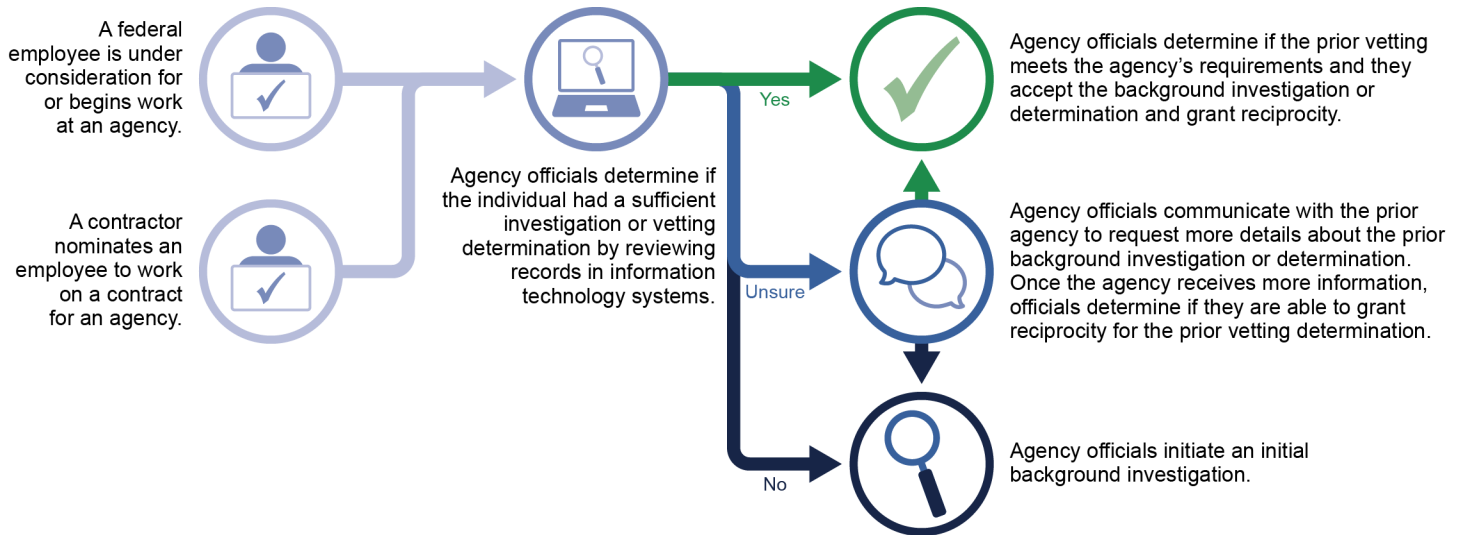 A federal
employee is under
consideration for
or begins work
at an agency.
A contractor
nominates an
employee to work
on a contract
for an agency.
Agency officials determine if
the individual had a sufficient
investigation or vetting
determination by reviewing
records in information
technology systems.
Yes
Agency officials determine if the prior vetting
meets the agency’s requirements and they
accept the background investigation or
determination and grant reciprocity.
Unsure
Agency officials communicate with the prior
agency to request more details about the prior
background investigation or determination.
Once the agency receives more information,
officials determine if they are able to grant
reciprocity for the prior vetting determination.
No
Agency officials initiate an initial
background investigation.